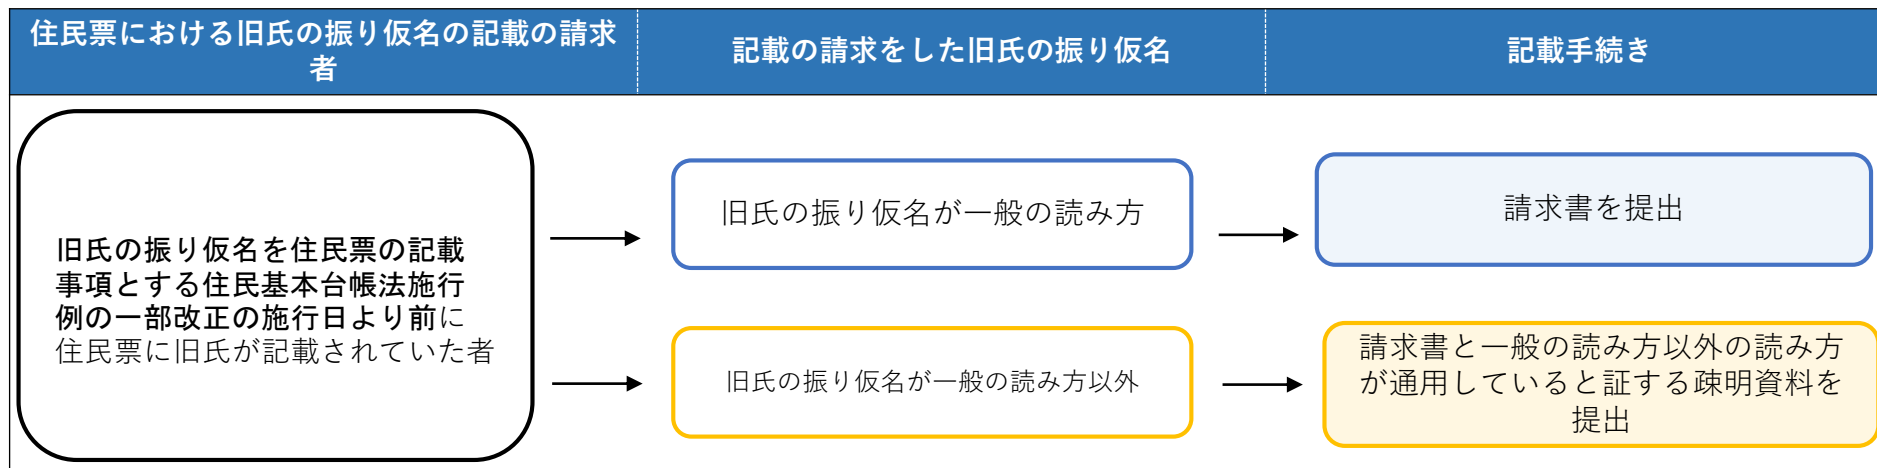 住民票における旧氏の振り仮名の記載の請求
者
記載の請求をした旧氏の振り仮名
記載手続き
旧氏の振り仮名を住民票の記載
事項とする住民基本台帳法施行
例の一部改正の施行日より前に
住民票に旧氏が記載されていた者
旧氏の振り仮名が一般の読み方
請求書を提出
旧氏の振り仮名が一般の読み方以外
請求書と一般の読み方以外の読み方
が通用していると証する疎明資料を
提出